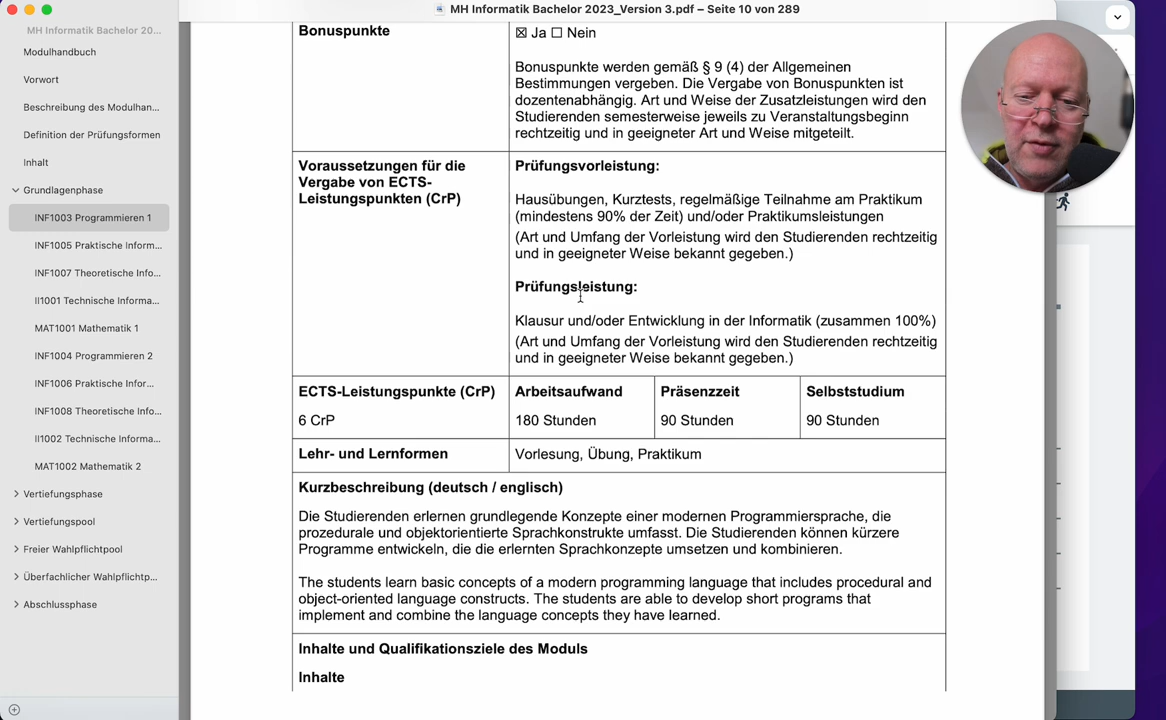 MH Informatik Bachelor 2023_Version 3.pdf – Seite 10 von 289
MH Informatik Bachelor 20...
Modulhandbuch
Vorwort
Beschreibung des Modulhan...
Definition der Prüfungsformen
Inhalt
Grundlagenphase
INF1003 Programmieren 1
INF1005 Praktische Inform...
INF1007 Theoretische Info...
II1001 Technische Informa...
MAT1001 Mathematik 1
INF1004 Programmieren 2
INF1006 Praktische Infor...
INF1008 Theoretische Info...
II1002 Technische Informa...
MAT1002 Mathematik 2
Vertiefungsphase
Vertiefungspool
Freier Wahlpflichtpool
Überfachlicher Wahlpflichtp...
Abschlussphase
Bonuspunkte
☒ Ja ☐ Nein
Bonuspunkte werden gemäß § 9 (4) der Allgemeinen
Bestimmungen vergeben. Die Vergabe von Bonuspunkten ist
dozentenabhängig. Art und Weise der Zusatzleistungen wird den
Studierenden semesterweise jeweils zu Veranstaltungsbeginn
rechtzeitig und in geeigneter Art und Weise mitgeteilt.
Voraussetzungen für die
Vergabe von ECTS-
Leistungspunkten (CrP)
Prüfungsvorleistung:
Hausübungen, Kurztests, regelmäßige Teilnahme am Praktikum
(mindestens 90% der Zeit) und/oder Praktikumsleistungen
(Art und Umfang der Vorleistung wird den Studierenden rechtzeitig
und in geeigneter Weise bekannt gegeben.)
Prüfungsleistung:
Klausur und/oder Entwicklung in der Informatik (zusammen 100%)
(Art und Umfang der Vorleistung wird den Studierenden rechtzeitig
und in geeigneter Weise bekannt gegeben.)
ECTS-Leistungspunkte (CrP)
6 CrP
Arbeitsaufwand
180 Stunden
Präsenzzeit
90 Stunden
Selbststudium
90 Stunden
Lehr- und Lernformen
Vorlesung, Übung, Praktikum
Kurzbeschreibung (deutsch / englisch)
Die Studierenden erlernen grundlegende Konzepte einer modernen Programmiersprache, die
prozedurale und objektorientierte Sprachkonstrukte umfasst. Die Studierenden können kürzere
Programme entwickeln, die die erlernten Sprachkonzepte umsetzen und kombinieren.
The students learn basic concepts of a modern programming language that includes procedural and
object-oriented language constructs. The students are able to develop short programs that
implement and combine the language concepts they have learned.
Inhalte und Qualifikationsziele des Moduls
Inhalte